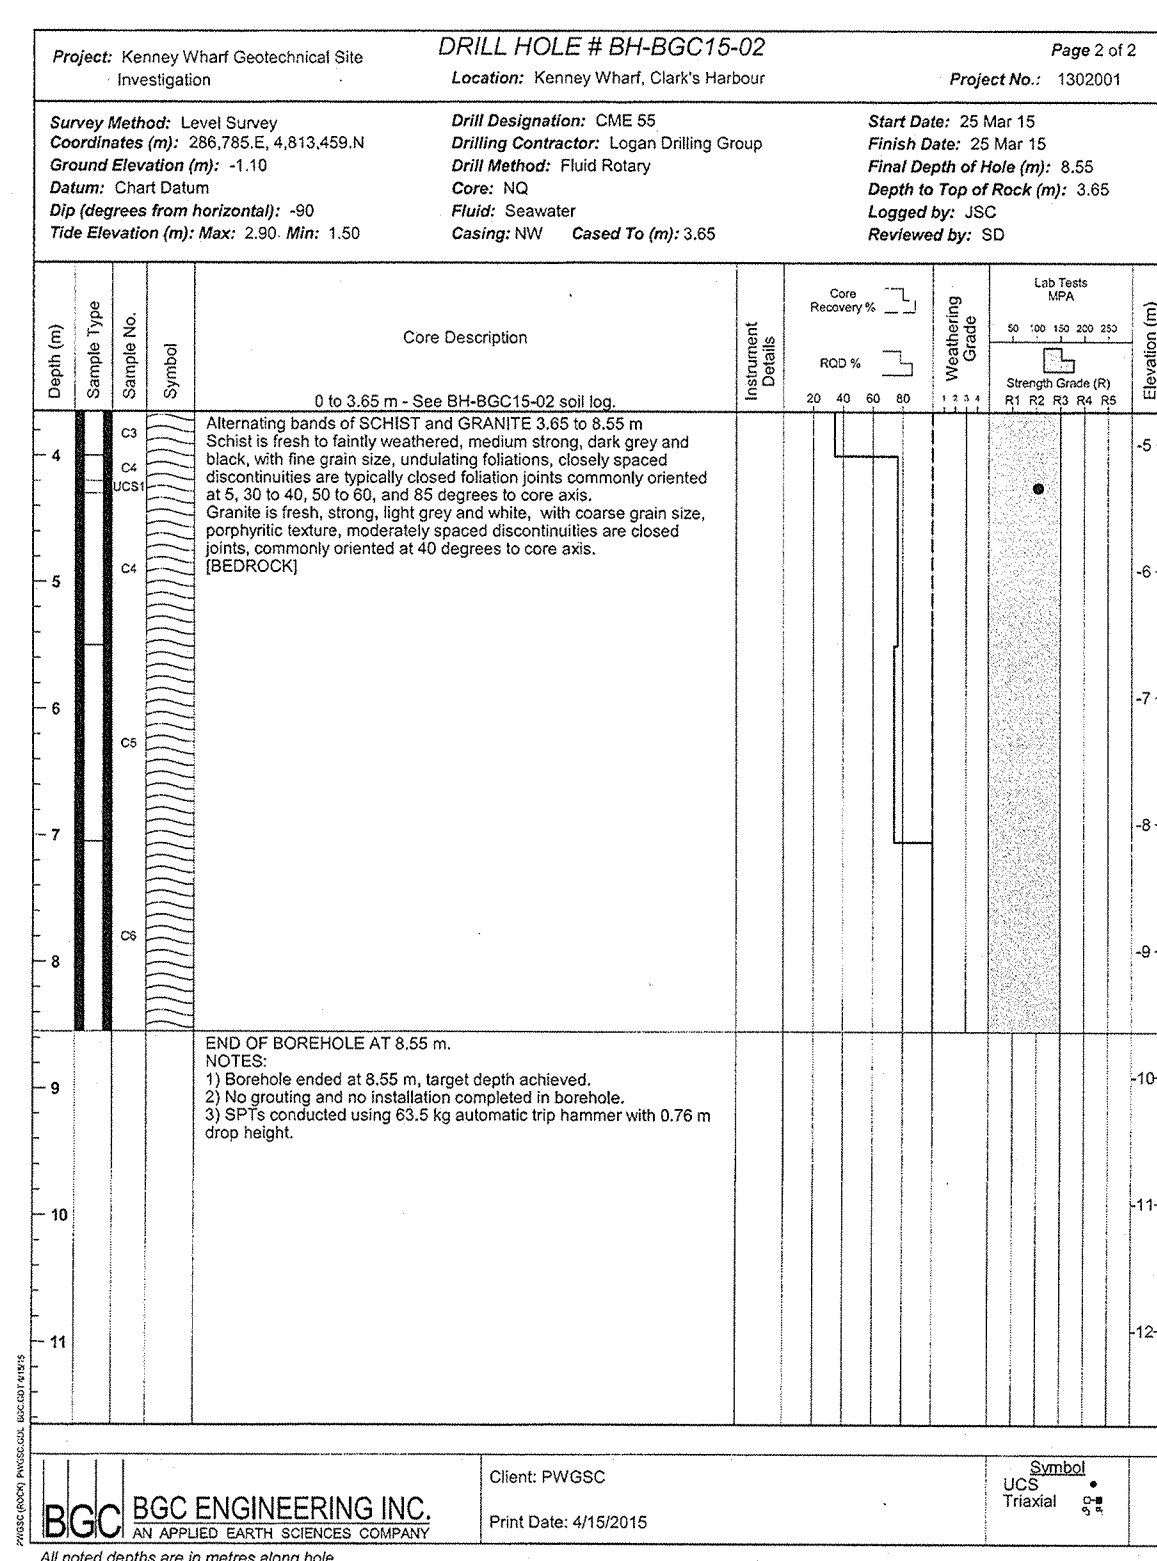 DRILL HOLE # BH-BGC15-02
Project: Kenney Wharf Geotechnical Site
Investigation
Location: Kenney Wharf, Clark's Harbour
Page 2 of 2
Project No.: 1302001
Survey Method: Level Survey
Coordinates (m): 286,785.E, 4,813,459.N
Ground Elevation (m): -1.10
Datum: Chart Datum
Dip (degrees from horizontal): -90
Tide Elevation (m): Max: 2.90 Min: 1.50
Drill Designation: CME 55
Drilling Contractor: Logan Drilling Group
Drill Method: Fluid Rotary
Core: NQ
Fluid: Seawater
Casing: NW Cased To (m): 3.65
Start Date: 25 Mar 15
Finish Date: 25 Mar 15
Final Depth of Hole (m): 8.55
Depth to Top of Rock (m): 3.65
Logged by: JSC
Reviewed by: SD
Depth (m)
Sample Type
Sample No.
Symbol
Core Description
0 to 3.65 m - See BH-BGC15-02 soil log.
Instrument
Details
Core
Recovery %
RQD %
20 40 60 80
Weathering
Grade
1 2 3 4
Lab Tests
MPA
50 100 150 200 250
Strength Grade (R)
R1 R2 R3 R4 R5
Elevation (m)
Alternating bands of SCHIST and GRANITE 3.65 to 8.55 m
Schist is fresh to faintly weathered, medium strong, dark grey and
black, with fine grain size, undulating foliations, closely spaced
discontinuities are typically closed foliation joints commonly oriented
at 5, 30 to 40, 50 to 60, and 85 degrees to core axis.
Granite is fresh, strong, light grey and white, with coarse grain size,
porphyritic texture, moderately spaced discontinuities are closed
joints, commonly oriented at 40 degrees to core axis.
[BEDROCK]
C3
C4
UCS1
C4
C5
C6
4
5
6
7
8
9
10
11
-5
-6
-7
-8
-9
-10
-11
-12
END OF BOREHOLE AT 8.55 m.
NOTES:
1) Borehole ended at 8.55 m, target depth achieved.
2) No grouting and no installation completed in borehole.
3) SPTs conducted using 63.5 kg automatic trip hammer with 0.76 m
drop height.
PWGSC (ROCK) PWGSC.GDL BGC.GDT 4/15/15
BGC
BGC ENGINEERING INC.
AN APPLIED EARTH SCIENCES COMPANY
Client: PWGSC
Print Date: 4/15/2015
Symbol
UCS
Triaxial
All noted depths are in metres along hole